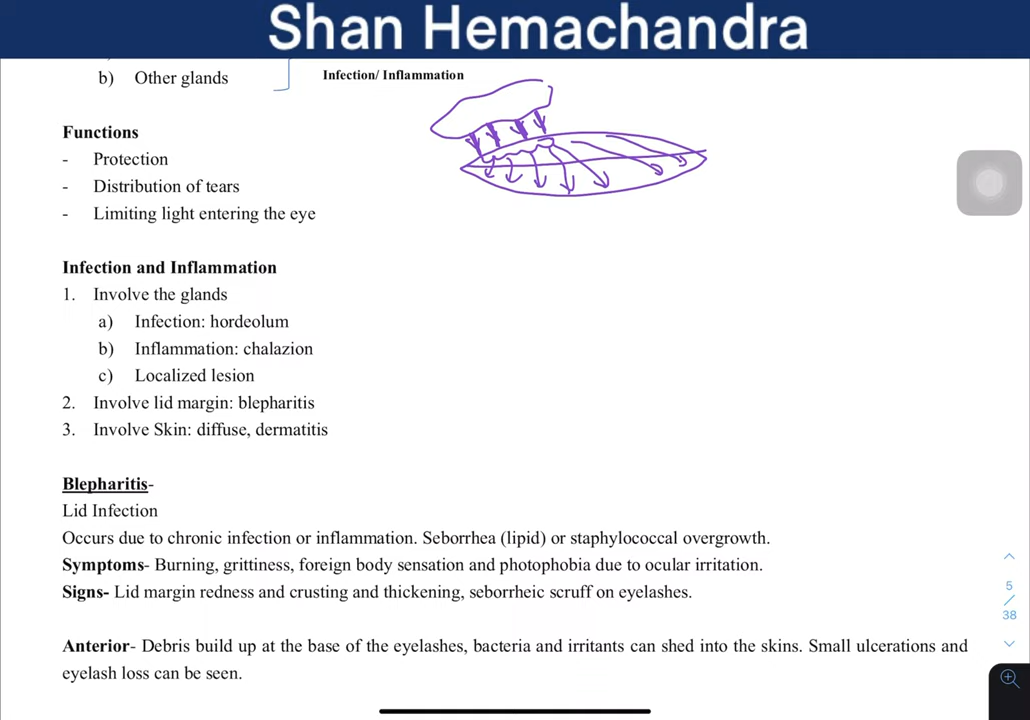 Shan Hemachandra
b) Other glands
Infection/ Inflammation
Functions
- Protection
- Distribution of tears
- Limiting light entering the eye
Infection and Inflammation
1. Involve the glands
a) Infection: hordeolum
b) Inflammation: chalazion
c) Localized lesion
2. Involve lid margin: blepharitis
3. Involve Skin: diffuse, dermatitis
Blepharitis-
Lid Infection
Occurs due to chronic infection or inflammation. Seborrhea (lipid) or staphylococcal overgrowth.
Symptoms- Burning, grittiness, foreign body sensation and photophobia due to ocular irritation.
Signs- Lid margin redness and crusting and thickening, seborrheic scruff on eyelashes.
Anterior- Debris build up at the base of the eyelashes, bacteria and irritants can shed into the skins. Small ulcerations and
eyelash loss can be seen.
5
/
38